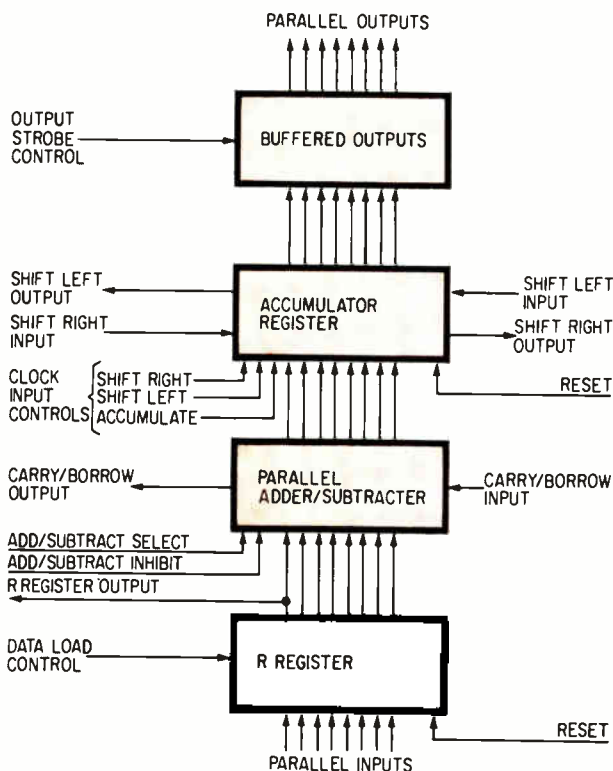 PARALLEL OUTPUTS
OUTPUT
STROBE
CONTROL
BUFFERED OUTPUTS
SHIFT LEFT
OUTPUT
SHIFT RIGHT
INPUT
ACCUMULATOR
REGISTER
SHIFT LEFT
INPUT
SHIFT RIGHT
OUTPUT
CLOCK
INPUT
CONTROLS
SHIFT RIGHT
SHIFT LEFT
ACCUMULATE
RESET
CARRY/BORROW
OUTPUT
PARALLEL
ADDER/SUBTRACTER
CARRY/BORROW
INPUT
ADD/SUBTRACT SELECT
ADD/SUBTRACT INHIBIT
R REGISTER OUTPUT
DATA LOAD
CONTROL
R REGISTER
RESET
PARALLEL INPUTS